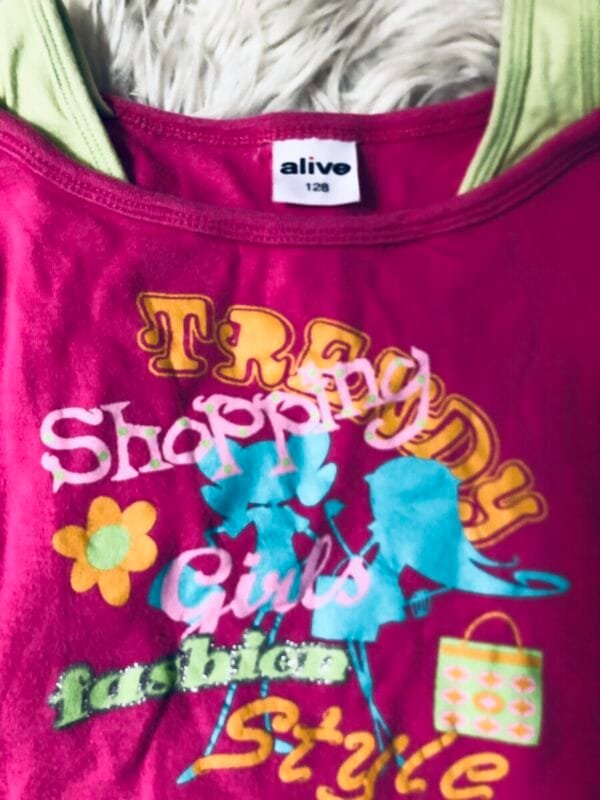 alive
128
TRENDY
Shopping
Girls
fashion
Style